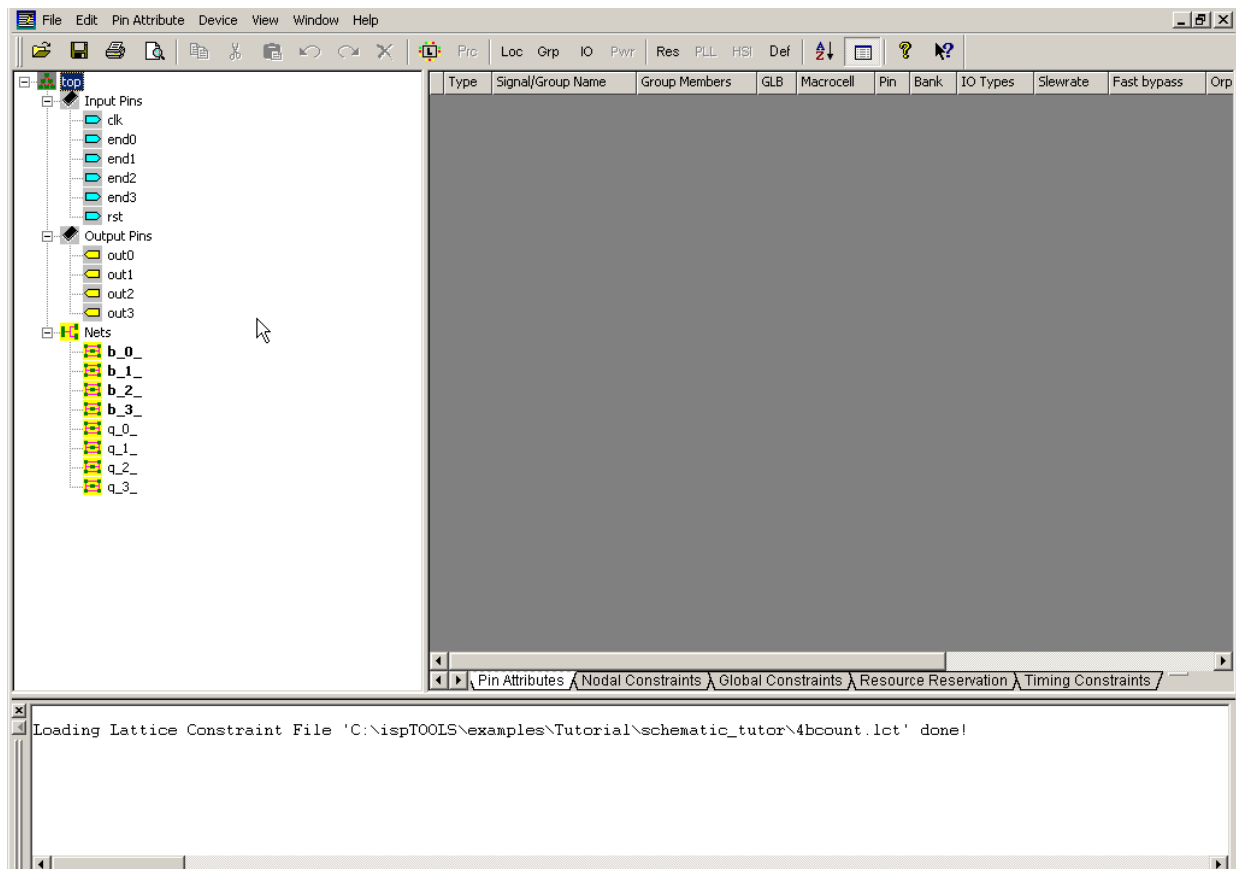 File Edit Pin Attribute Device View Window Help
L Prc Loc Grp IO Pwr Res PLL HSI Def A Z ? ?
top
Input Pins
clk
end0
end1
end2
end3
rst
Output Pins
out0
out1
out2
out3
Nets
b_0_
b_1_
b_2_
b_3_
q_0_
q_1_
q_2_
q_3_
Type Signal/Group Name Group Members GLB Macrocell Pin Bank IO Types Slewrate Fast bypass Orp
Pin Attributes Nodal Constraints Global Constraints Resource Reservation Timing Constraints
Loading Lattice Constraint File 'C:\ispTOOLS\examples\Tutorial\schematic_tutor\4bcount.lct' done!